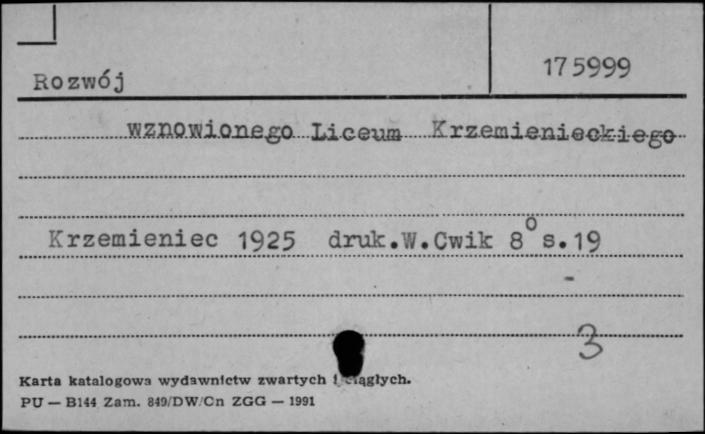 175999
Rozwój
wznowionego Liceum Krzemienieckiego
Krzemieniec 1925 druk.W.Cwik 8° s.19
3
Karta katalogowa wydawnictw zwartych i ciągłych.
PU — B144 Zam. 849/DW/Cn ZGG — 1991